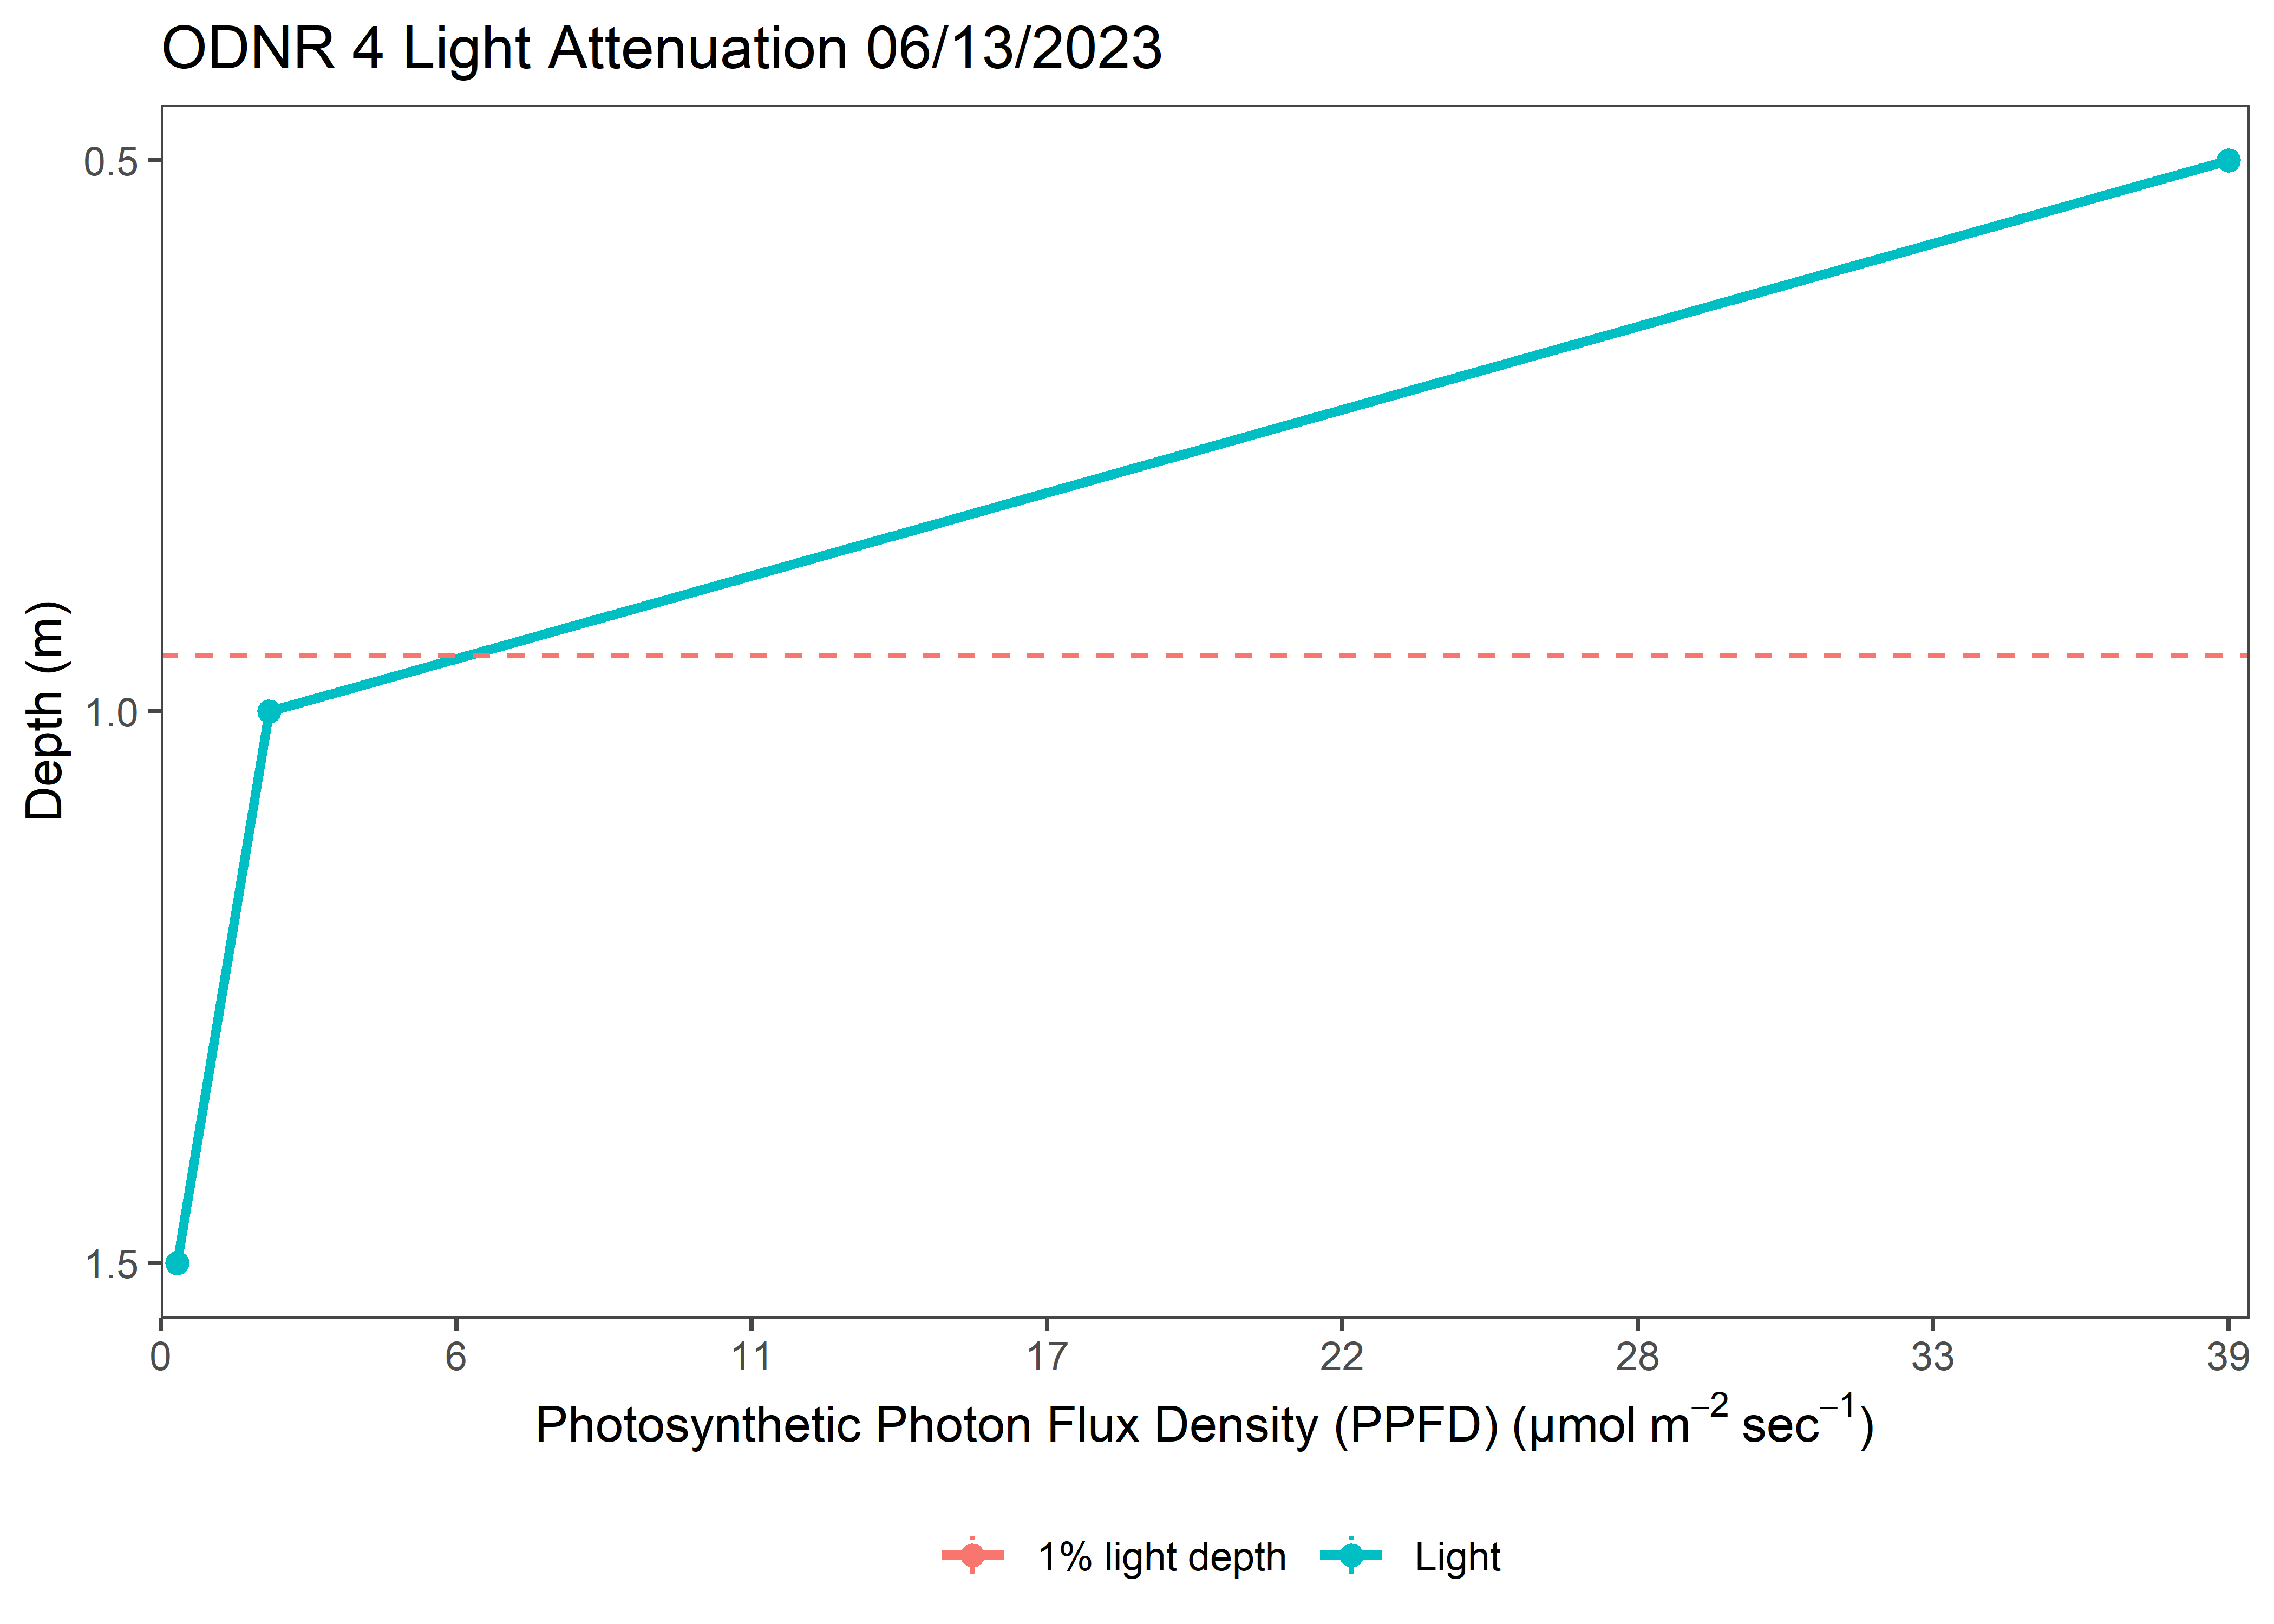 ODNR 4 Light Attenuation 06/13/2023
0.5
1.0
1.5
Depth (m)
0 6 11 17 22 28 33 39
Photosynthetic Photon Flux Density (PPFD) (μmol m⁻² sec⁻¹)
1% light depth Light